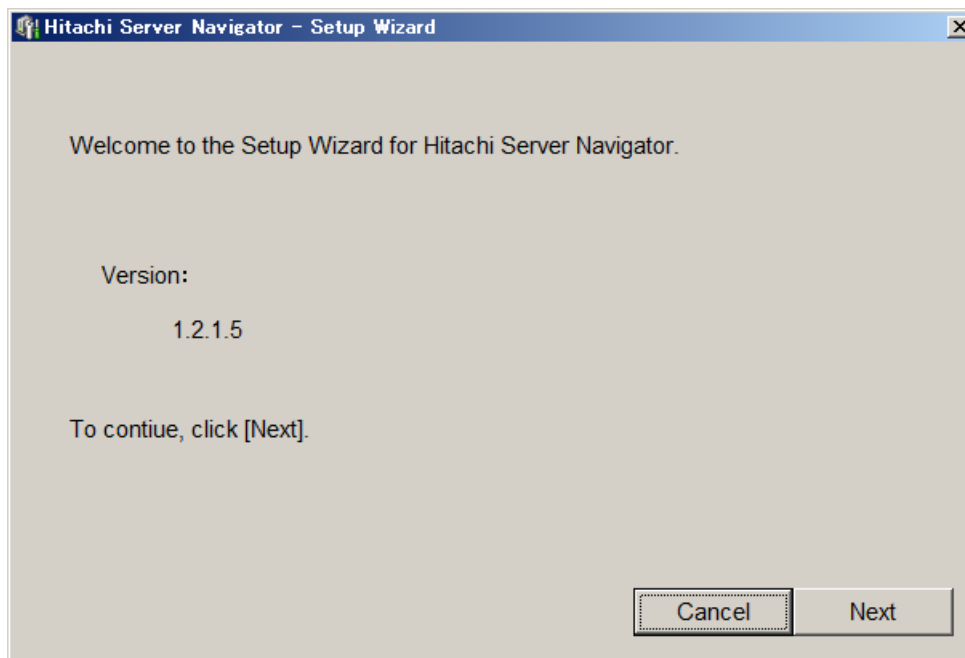 Hitachi Server Navigator - Setup Wizard
Welcome to the Setup Wizard for Hitachi Server Navigator.
Version:
1.2.1.5
To contiue, click [Next].
Cancel
Next